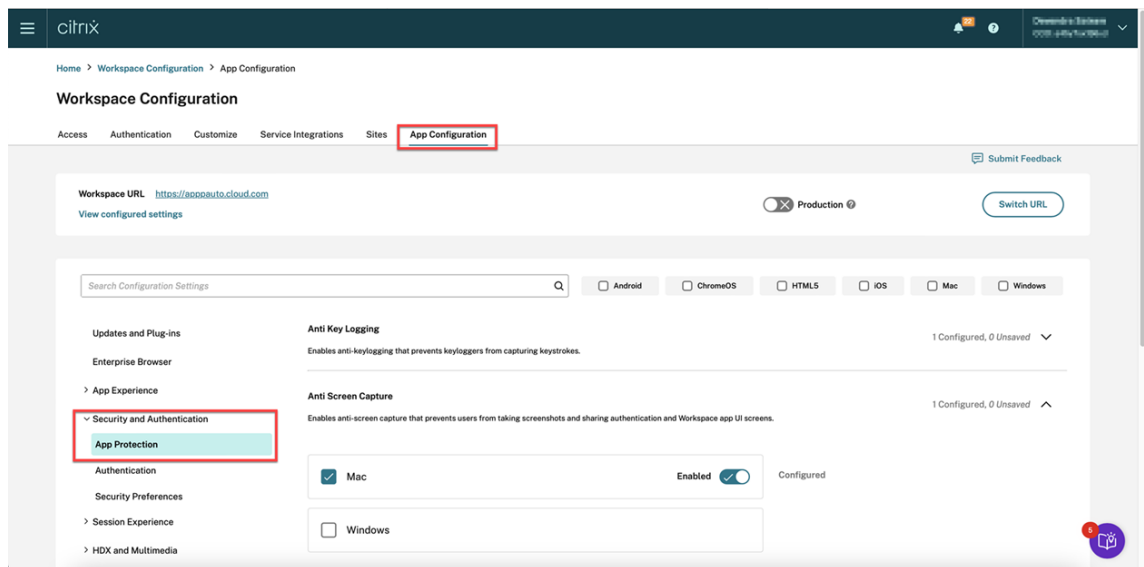 citrix
22
Home > Workspace Configuration > App Configuration
Workspace Configuration
Access Authentication Customize Service Integrations Sites App Configuration
Submit Feedback
Workspace URL https://apppauto.cloud.com
View configured settings
Production
Switch URL
Search Configuration Settings
Android ChromeOS HTML5 iOS Mac Windows
Updates and Plug-ins
Enterprise Browser
App Experience
Security and Authentication
App Protection
Authentication
Security Preferences
Session Experience
HDX and Multimedia
Anti Key Logging
1 Configured, 0 Unsaved
Enables anti-keylogging that prevents keyloggers from capturing keystrokes.
Anti Screen Capture
1 Configured, 0 Unsaved
Enables anti-screen capture that prevents users from taking screenshots and sharing authentication and Workspace app UI screens.
Mac Enabled Configured
Windows
5